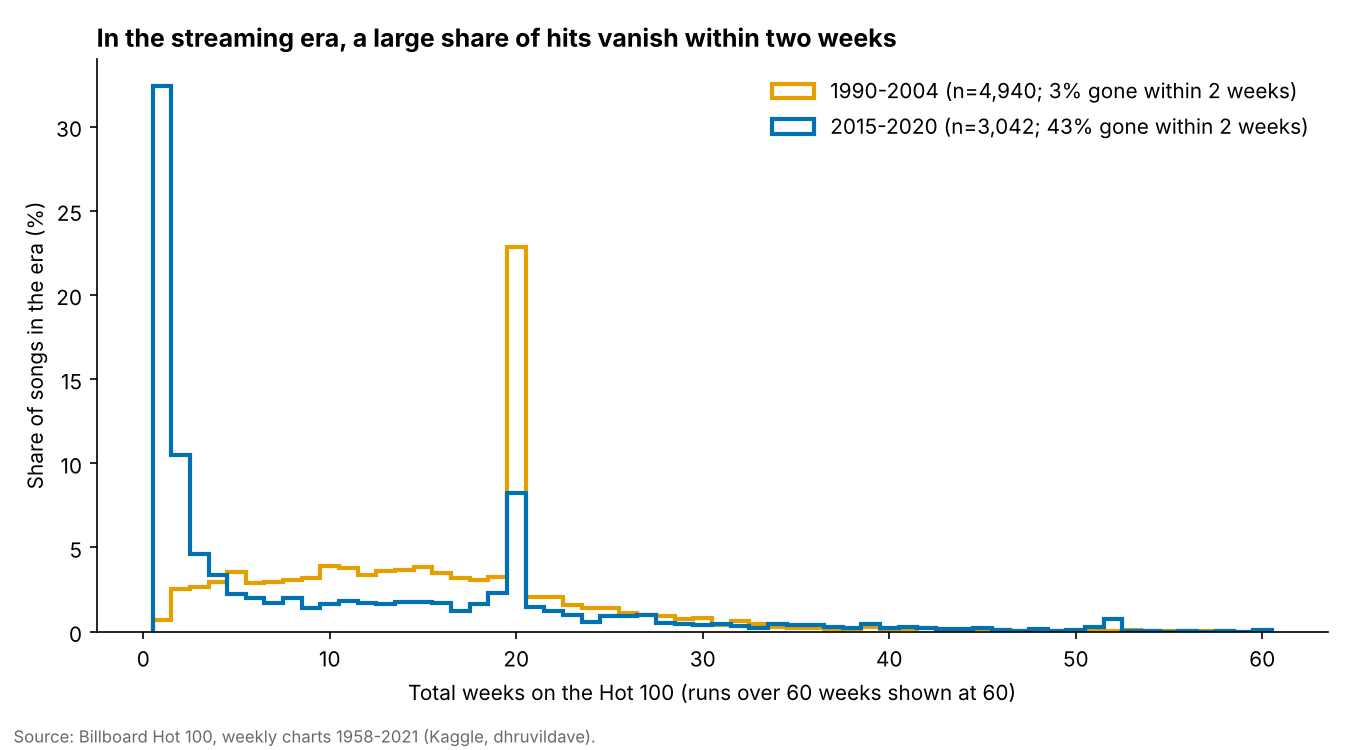 In the streaming era, a large share of hits vanish within two weeks
1990-2004 (n=4,940; 3% gone within 2 weeks)
2015-2020 (n=3,042; 43% gone within 2 weeks)
Share of songs in the era (%)
30
25
20
15
10
5
0
0 10 20 30 40 50 60
Total weeks on the Hot 100 (runs over 60 weeks shown at 60)
Source: Billboard Hot 100, weekly charts 1958-2021 (Kaggle, dhruvildave).